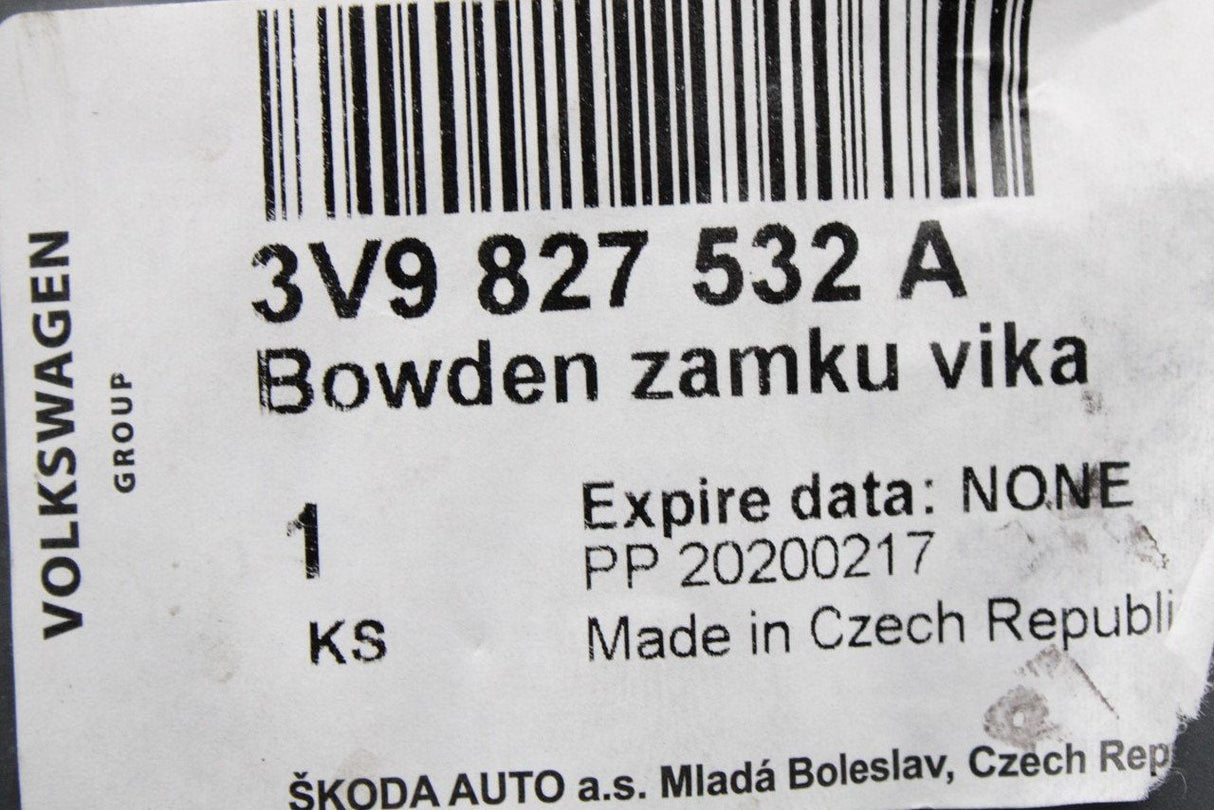 VOLKSWAGEN
GROUP
3V9 827 532 A
Bowden zamku vika
1
KS
Expire data: NONE
PP 20200217
Made in Czech Republi
ŠKODA AUTO a.s. Mladá Boleslav, Czech Rep